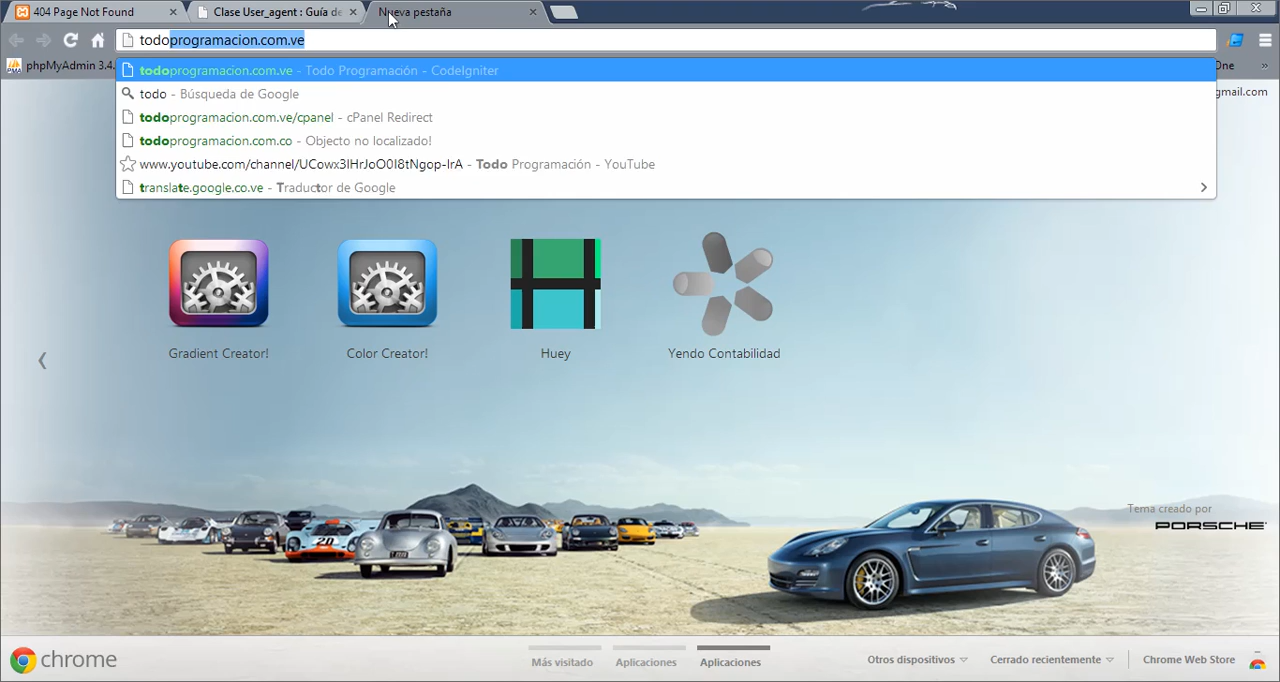 404 Page Not Found
Clase User_agent : Guía de
Nueva pestaña
todoprogramacion.com.ve
phpMyAdmin 3.4.
One
todoprogramacion.com.ve - Todo Programación - CodeIgniter
gmail.com
todo - Búsqueda de Google
todoprogramacion.com.ve/cpanel - cPanel Redirect
todoprogramacion.com.co - Objecto no localizado!
www.youtube.com/channel/UCowx3IHrJoO0I8tNgop-IrA - Todo Programación - YouTube
translate.google.co.ve - Traductor de Google
Gradient Creator!
Color Creator!
Huey
Yendo Contabilidad
Tema creado por
PORSCHE
20
chrome
Más visitado
Aplicaciones
Aplicaciones
Otros dispositivos
Cerrado recientemente
Chrome Web Store